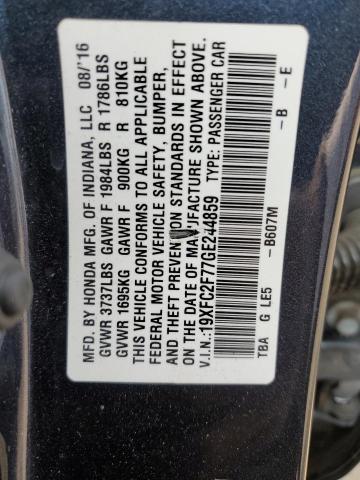 MFD. BY HONDA MFG. OF INDIANA, LLC 08/'16
GVWR 3737LBS GAWR F 1984LBS R 1786LBS
GVWR 1695KG GAWR F 900KG R 810KG
THIS VEHICLE CONFORMS TO ALL APPLICABLE
FEDERAL MOTOR VEHICLE SAFETY, BUMPER,
AND THEFT PREVENTION STANDARDS IN EFFECT
ON THE DATE OF MANUFACTURE SHOWN ABOVE.
V.I.N.:19XFC2F77GE244859 TYPE: PASSENGER CAR
-B607M -B -E
TBA G LE5